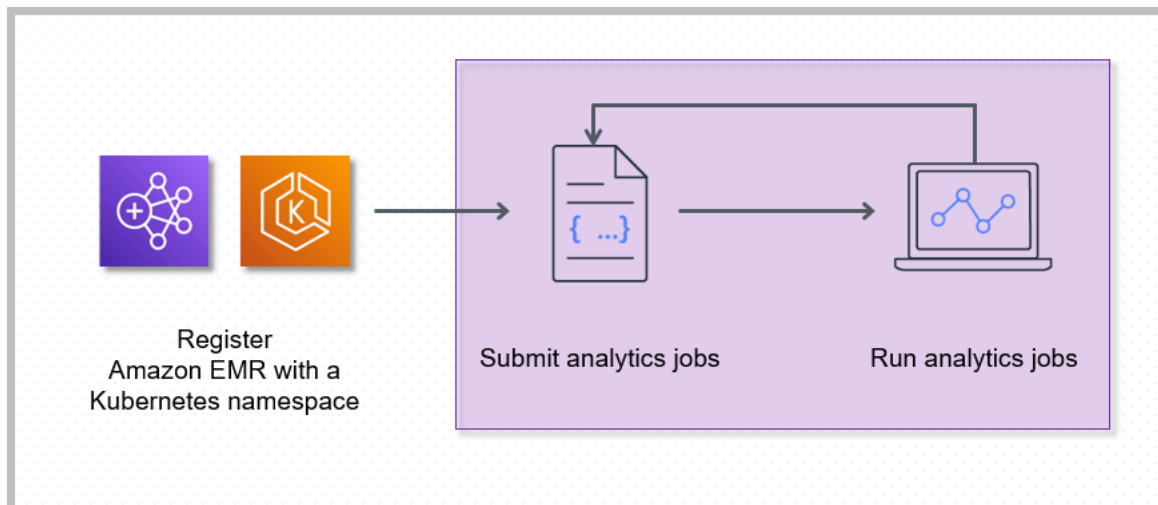 K
{ ...}
Register
Amazon EMR with a
Kubernetes namespace
Submit analytics jobs
Run analytics jobs